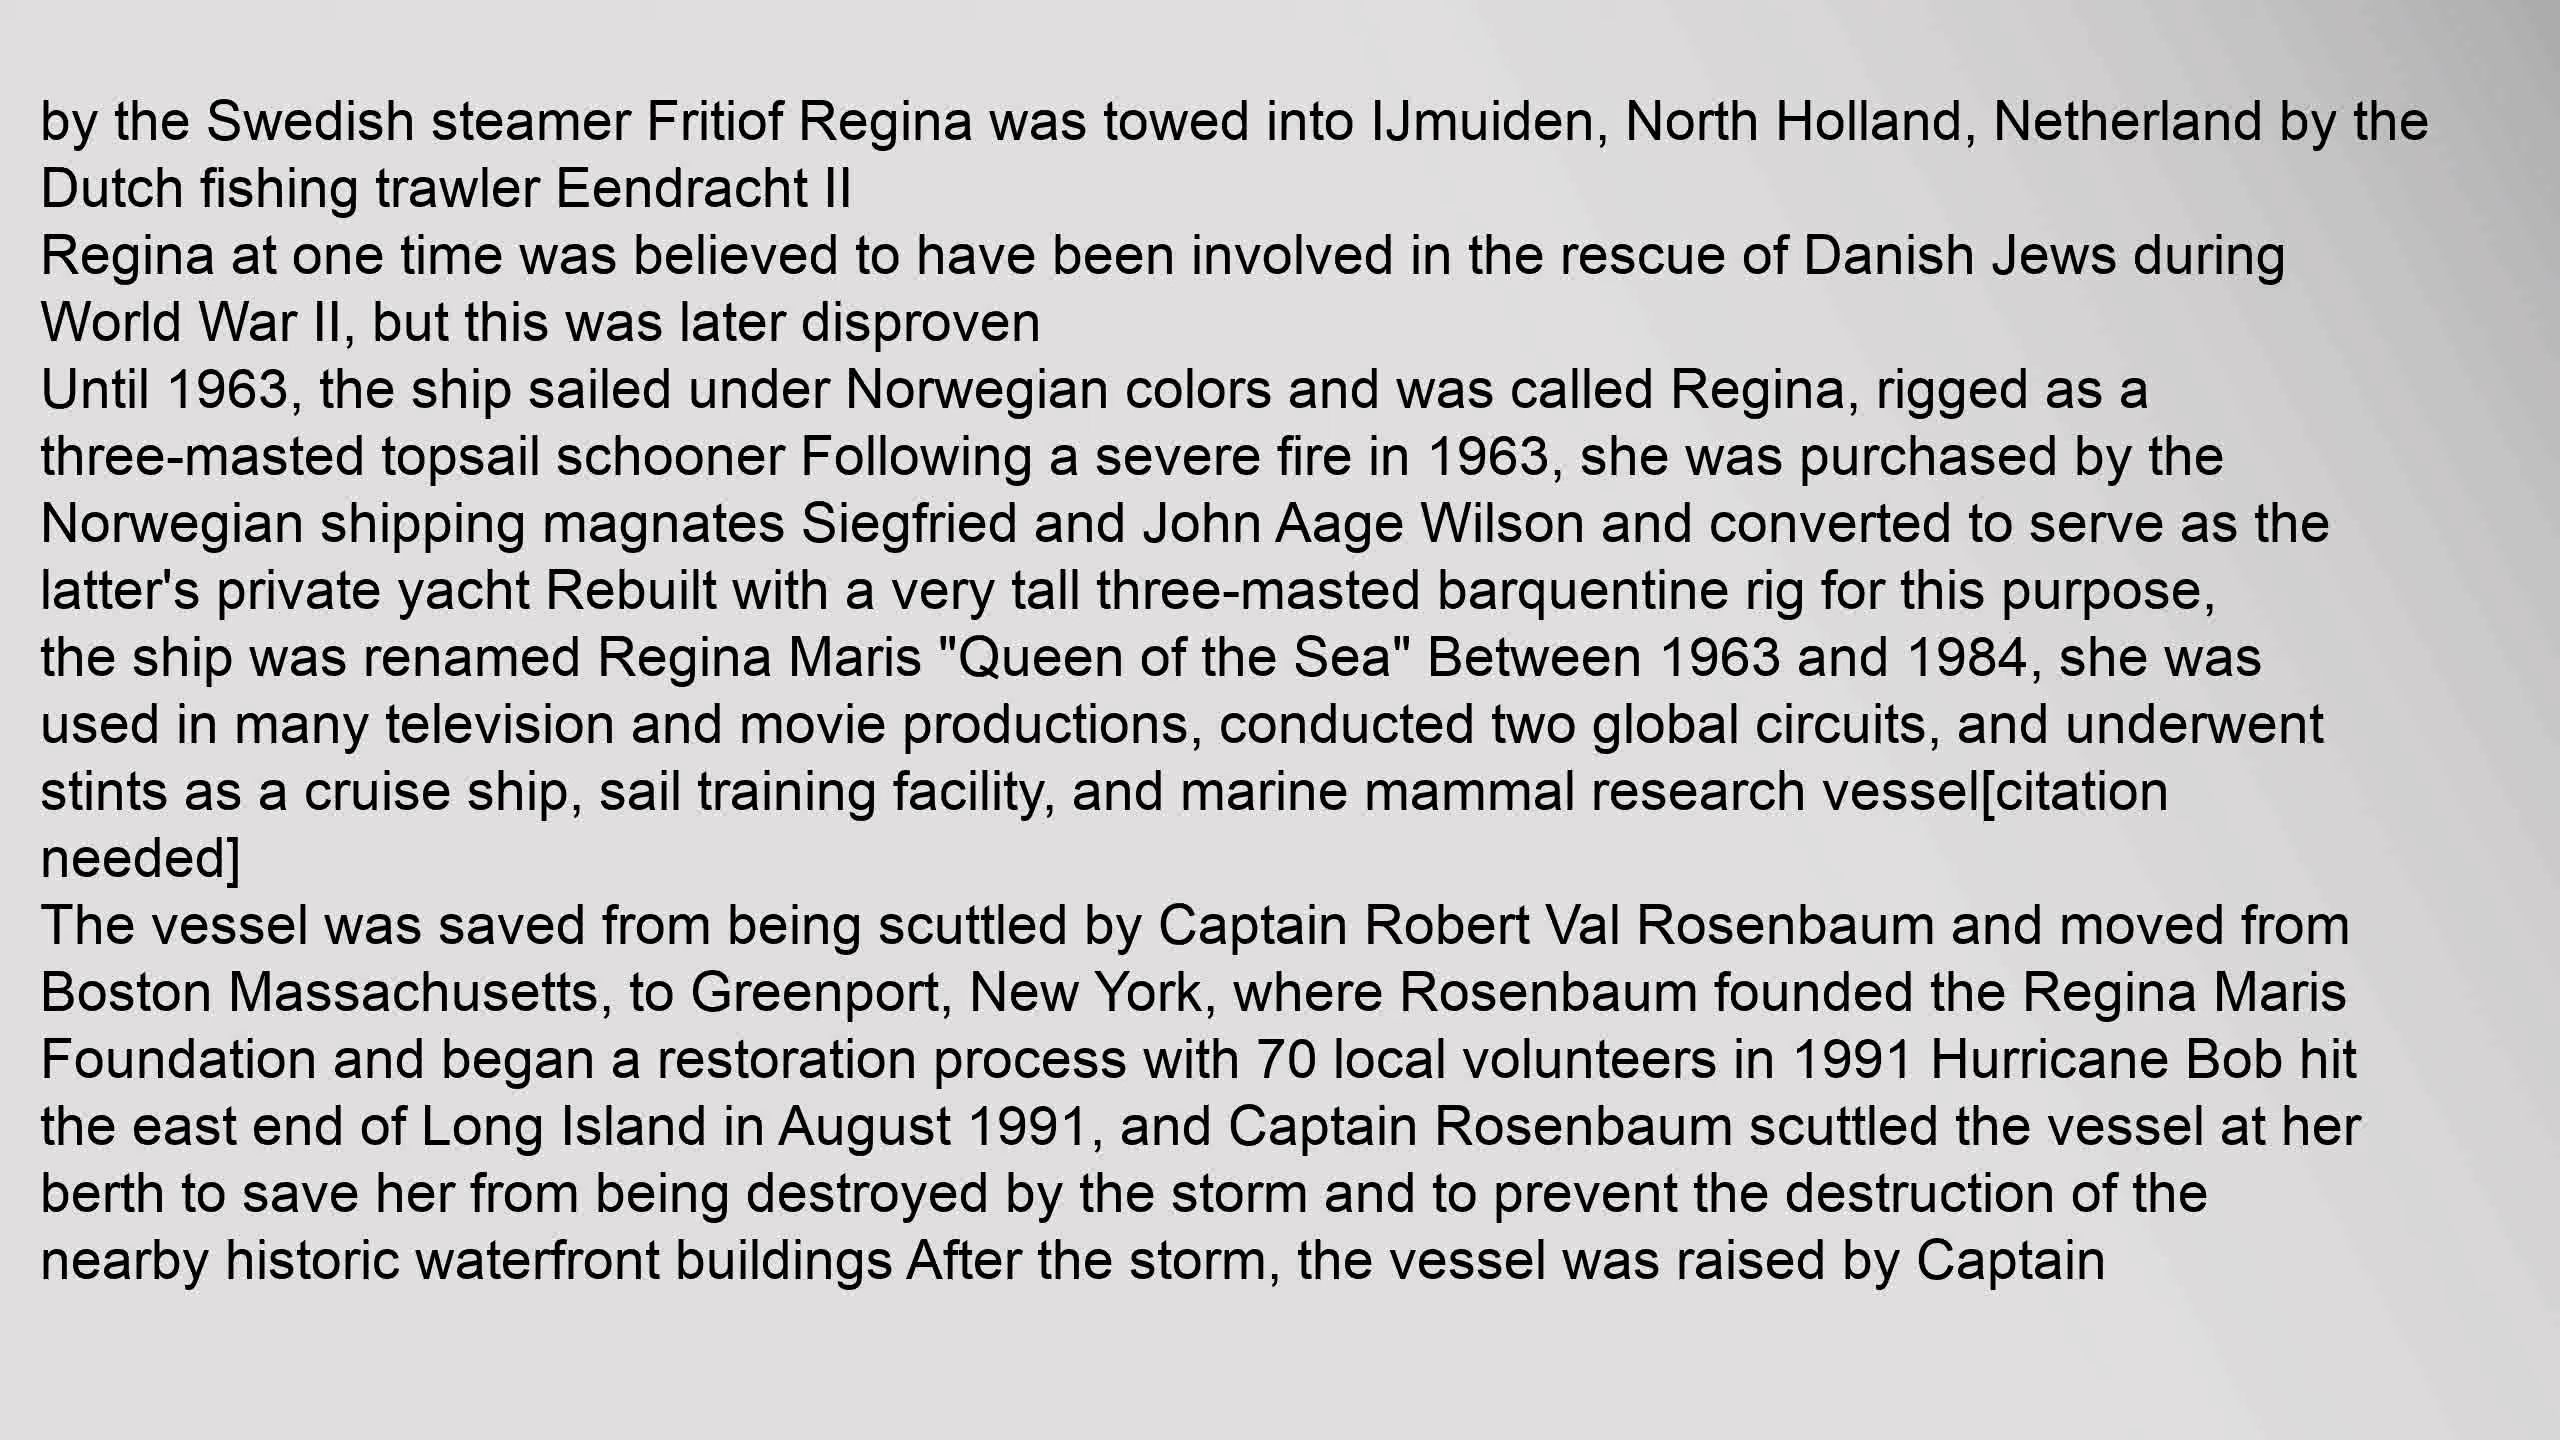 by the Swedish steamer Fritiof Regina was towed into IJmuiden, North Holland, Netherland by the
Dutch fishing trawler Eendracht II
Regina at one time was believed to have been involved in the rescue of Danish Jews during
World War II, but this was later disproven
Until 1963, the ship sailed under Norwegian colors and was called Regina, rigged as a
three-masted topsail schooner Following a severe fire in 1963, she was purchased by the
Norwegian shipping magnates Siegfried and John Aage Wilson and converted to serve as the
latter's private yacht Rebuilt with a very tall three-masted barquentine rig for this purpose,
the ship was renamed Regina Maris "Queen of the Sea" Between 1963 and 1984, she was
used in many television and movie productions, conducted two global circuits, and underwent
stints as a cruise ship, sail training facility, and marine mammal research vessel[citation
needed]
The vessel was saved from being scuttled by Captain Robert Val Rosenbaum and moved from
Boston Massachusetts, to Greenport, New York, where Rosenbaum founded the Regina Maris
Foundation and began a restoration process with 70 local volunteers in 1991 Hurricane Bob hit
the east end of Long Island in August 1991, and Captain Rosenbaum scuttled the vessel at her
berth to save her from being destroyed by the storm and to prevent the destruction of the
nearby historic waterfront buildings After the storm, the vessel was raised by Captain